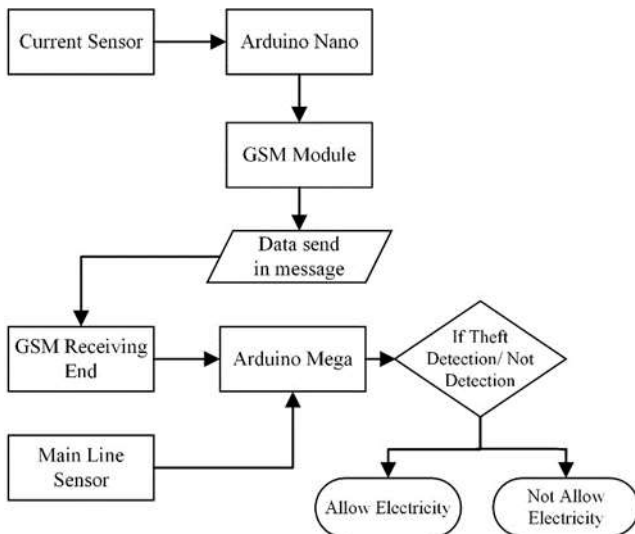 Current Sensor
Arduino Nano
GSM Module
Data send
in message
GSM Receiving
End
Arduino Mega
If Theft
Detection/ Not
Detection
Main Line
Sensor
Allow Electricity
Not Allow
Electricity